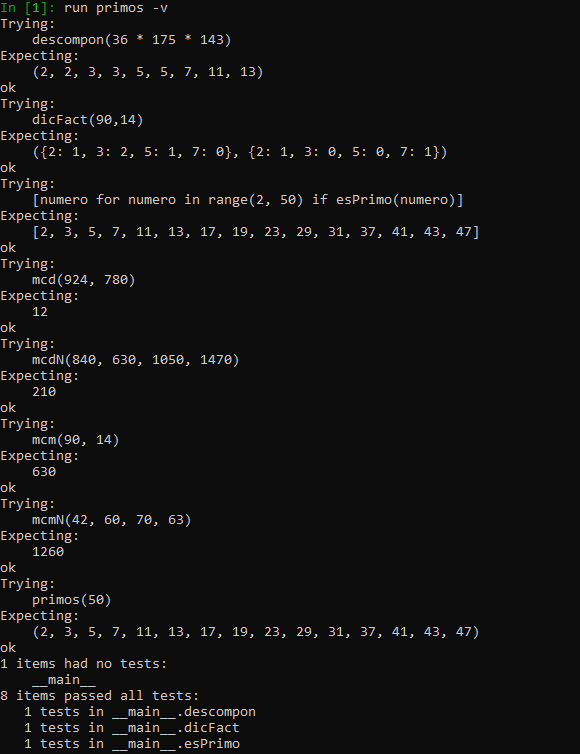 In [1]: run primos -v
Trying:
    descompon(36 * 175 * 143)
Expecting:
    (2, 2, 3, 3, 5, 5, 7, 11, 13)
ok
Trying:
    dicFact(90,14)
Expecting:
    ({2: 1, 3: 2, 5: 1, 7: 0}, {2: 1, 3: 0, 5: 0, 7: 1})
ok
Trying:
    [numero for numero in range(2, 50) if esPrimo(numero)]
Expecting:
    [2, 3, 5, 7, 11, 13, 17, 19, 23, 29, 31, 37, 41, 43, 47]
ok
Trying:
    mcd(924, 780)
Expecting:
    12
ok
Trying:
    mcdN(840, 630, 1050, 1470)
Expecting:
    210
ok
Trying:
    mcm(90, 14)
Expecting:
    630
ok
Trying:
    mcmN(42, 60, 70, 63)
Expecting:
    1260
ok
Trying:
    primos(50)
Expecting:
    (2, 3, 5, 7, 11, 13, 17, 19, 23, 29, 31, 37, 41, 43, 47)
ok
1 items had no tests:
    __main__
8 items passed all tests:
   1 tests in __main__.descompon
   1 tests in __main__.dicFact
   1 tests in __main__.esPrimo